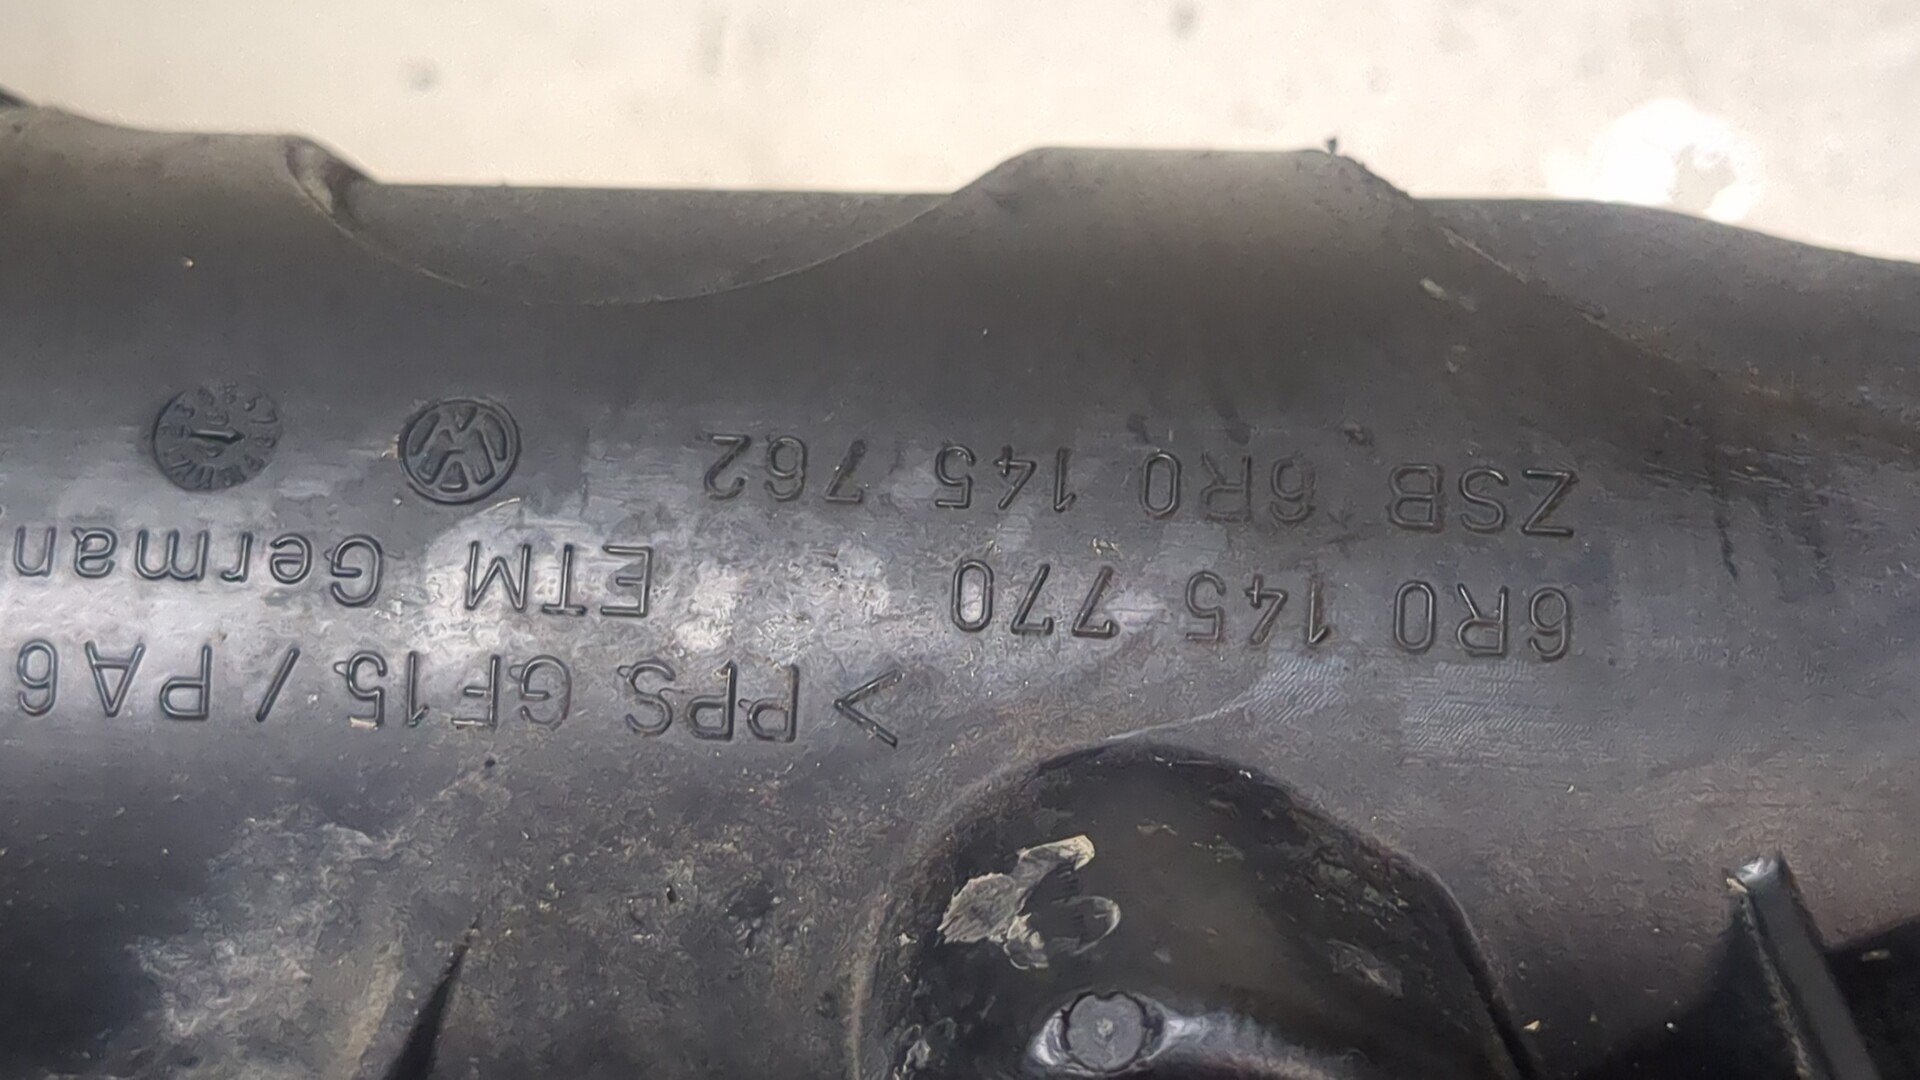 > PPS GF15 / PA6
6R0 145 770 ETM German
ZSB 6R0 145 762